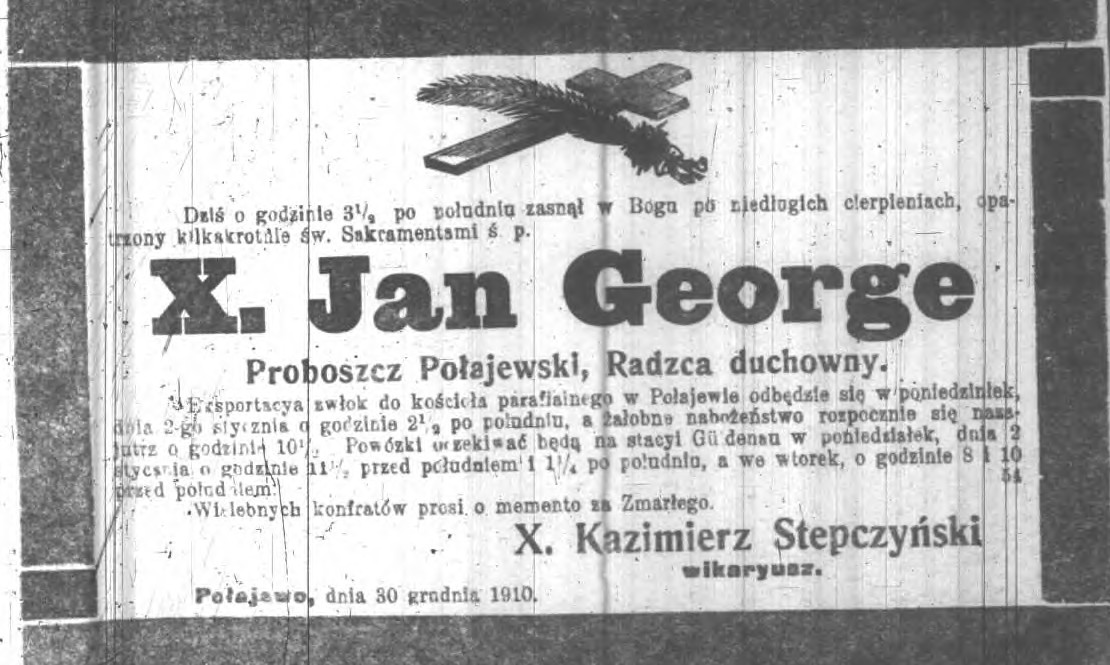 Dziś o godzinie 3½ po południu zasnął w Bogu po niedługich cierpieniach, opa-
trzony kilkakrotnie św. Sakramentami ś. p.
X. Jan George
Proboszcz Połajewski, Radzca duchowny.
Eksportacya zwłok do kościoła parafialnego w Połajewie odbędzie się w poniedziałek,
dnia 2-go stycznia o godzinie 2½ po południu, a żałobne nabożeństwo rozpocznie się naza-
jutrz o godzinie 10½. Powózki oczekiwać będą na stacyi Güldenau w poniedziałek, dnia 2
stycznia o godzinie 11½ przed południem i 1¼ po południu, a we wtorek, o godzinie 8 i 10
przed południem. 54
Wielebnych konfratów prosi o memento za Zmarłego.
X. Kazimierz Stepczyński
wikaryusz.
Połajewo, dnia 30 grudnia 1910.